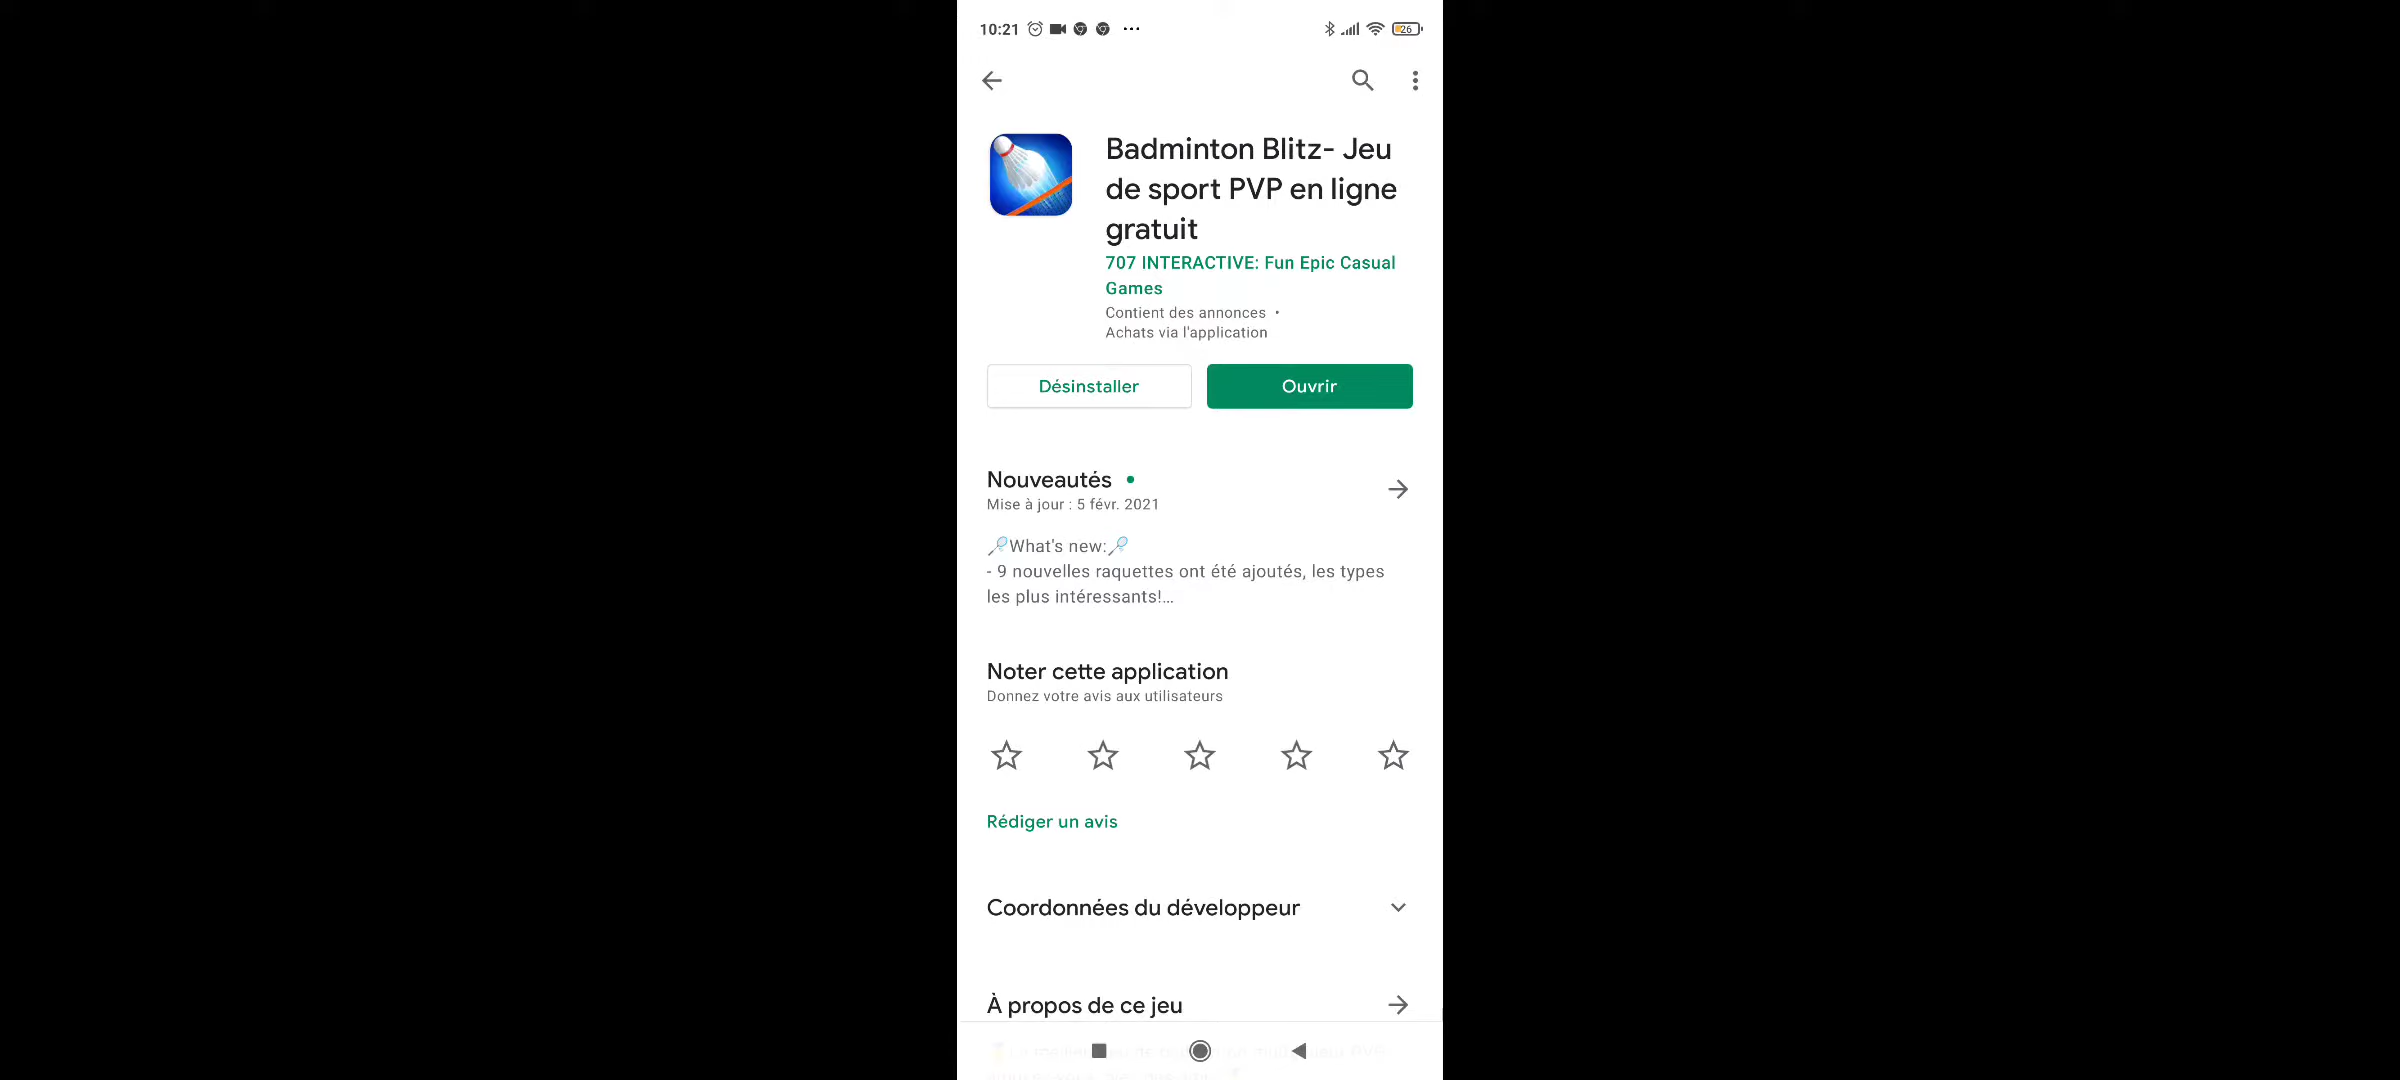 10:21
26
Badminton Blitz- Jeu
de sport PVP en ligne
gratuit
707 INTERACTIVE: Fun Epic Casual
Games
Contient des annonces •
Achats via l'application
Désinstaller
Ouvrir
Nouveautés •
Mise à jour : 5 févr. 2021
🏸What's new:🏸
- 9 nouvelles raquettes ont été ajoutés, les types
les plus intéressants!...
Noter cette application
Donnez votre avis aux utilisateurs
Rédiger un avis
Coordonnées du développeur
À propos de ce jeu